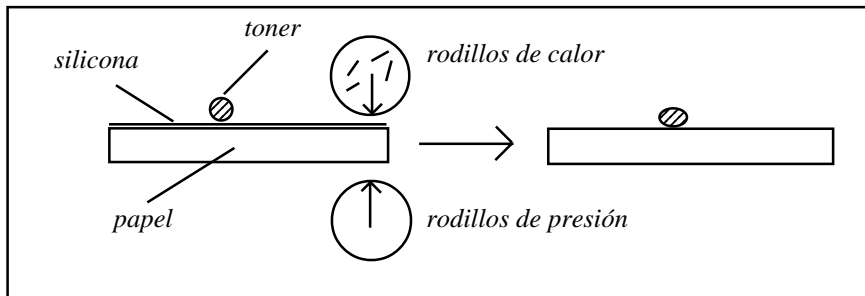 toner
silicona
rodillos de calor
papel
rodillos de presión